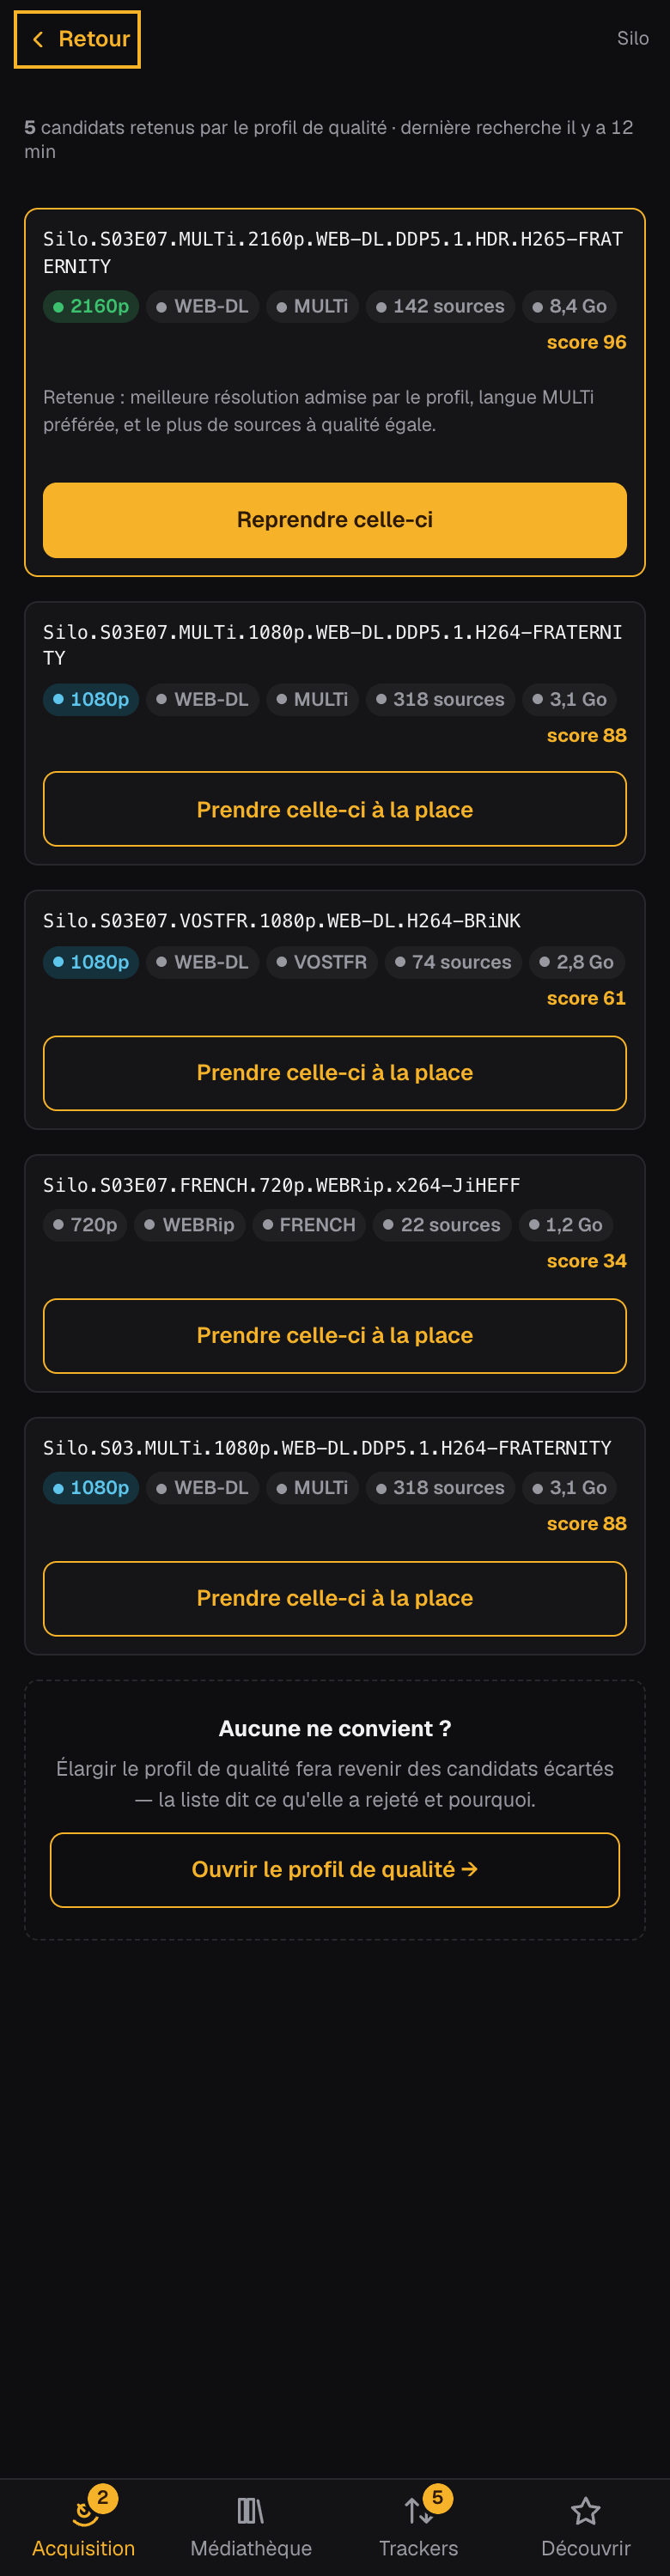 Retour
Silo
5 candidats retenus par le profil de qualité · dernière recherche il y a 12
min
Silo.S03E07.MULTi.2160p.WEB-DL.DDP5.1.HDR.H265-FRAT
ERNITY
2160p WEB-DL MULTi 142 sources 8,4 Go
score 96
Retenue : meilleure résolution admise par le profil, langue MULTi
préférée, et le plus de sources à qualité égale.
Reprendre celle-ci
Silo.S03E07.MULTi.1080p.WEB-DL.DDP5.1.H264-FRATERNI
TY
1080p WEB-DL MULTi 318 sources 3,1 Go
score 88
Prendre celle-ci à la place
Silo.S03E07.VOSTFR.1080p.WEB-DL.H264-BRiNK
1080p WEB-DL VOSTFR 74 sources 2,8 Go
score 61
Prendre celle-ci à la place
Silo.S03E07.FRENCH.720p.WEBRip.x264-JiHEFF
720p WEBRip FRENCH 22 sources 1,2 Go
score 34
Prendre celle-ci à la place
Silo.S03.MULTi.1080p.WEB-DL.DDP5.1.H264-FRATERNITY
1080p WEB-DL MULTi 318 sources 3,1 Go
score 88
Prendre celle-ci à la place
Aucune ne convient ?
Élargir le profil de qualité fera revenir des candidats écartés
— la liste dit ce qu'elle a rejeté et pourquoi.
Ouvrir le profil de qualité →
2 5
Acquisition Médiathèque Trackers Découvrir